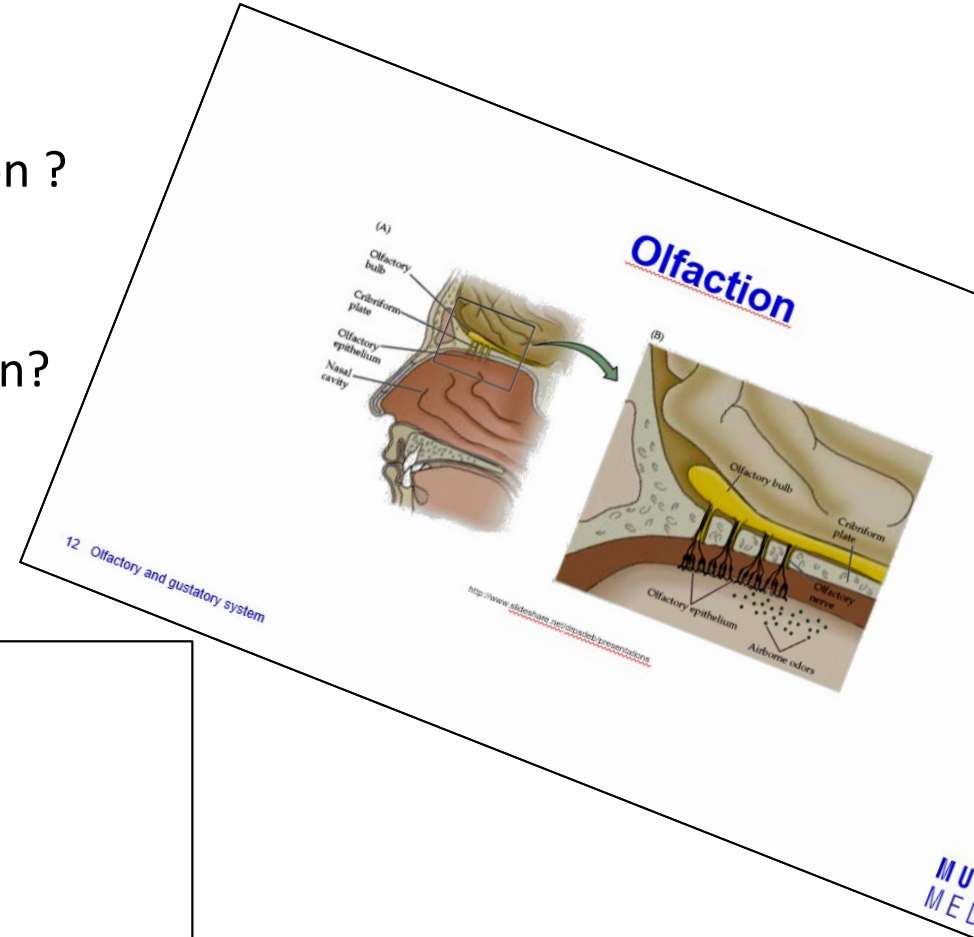 n ?
n?
Olfaction
(A)
Olfactory
bulb
Cribriform
plate
Olfactory
epithelium
Nasal
cavity
(B)
Olfactory bulb
Cribriform
plate
Olfactory
nerve
Olfactory epithelium
Airborne odors
http://www.slideshare.net/drpsdeb/presentations
12 Olfactory and gustatory system
MU
MED